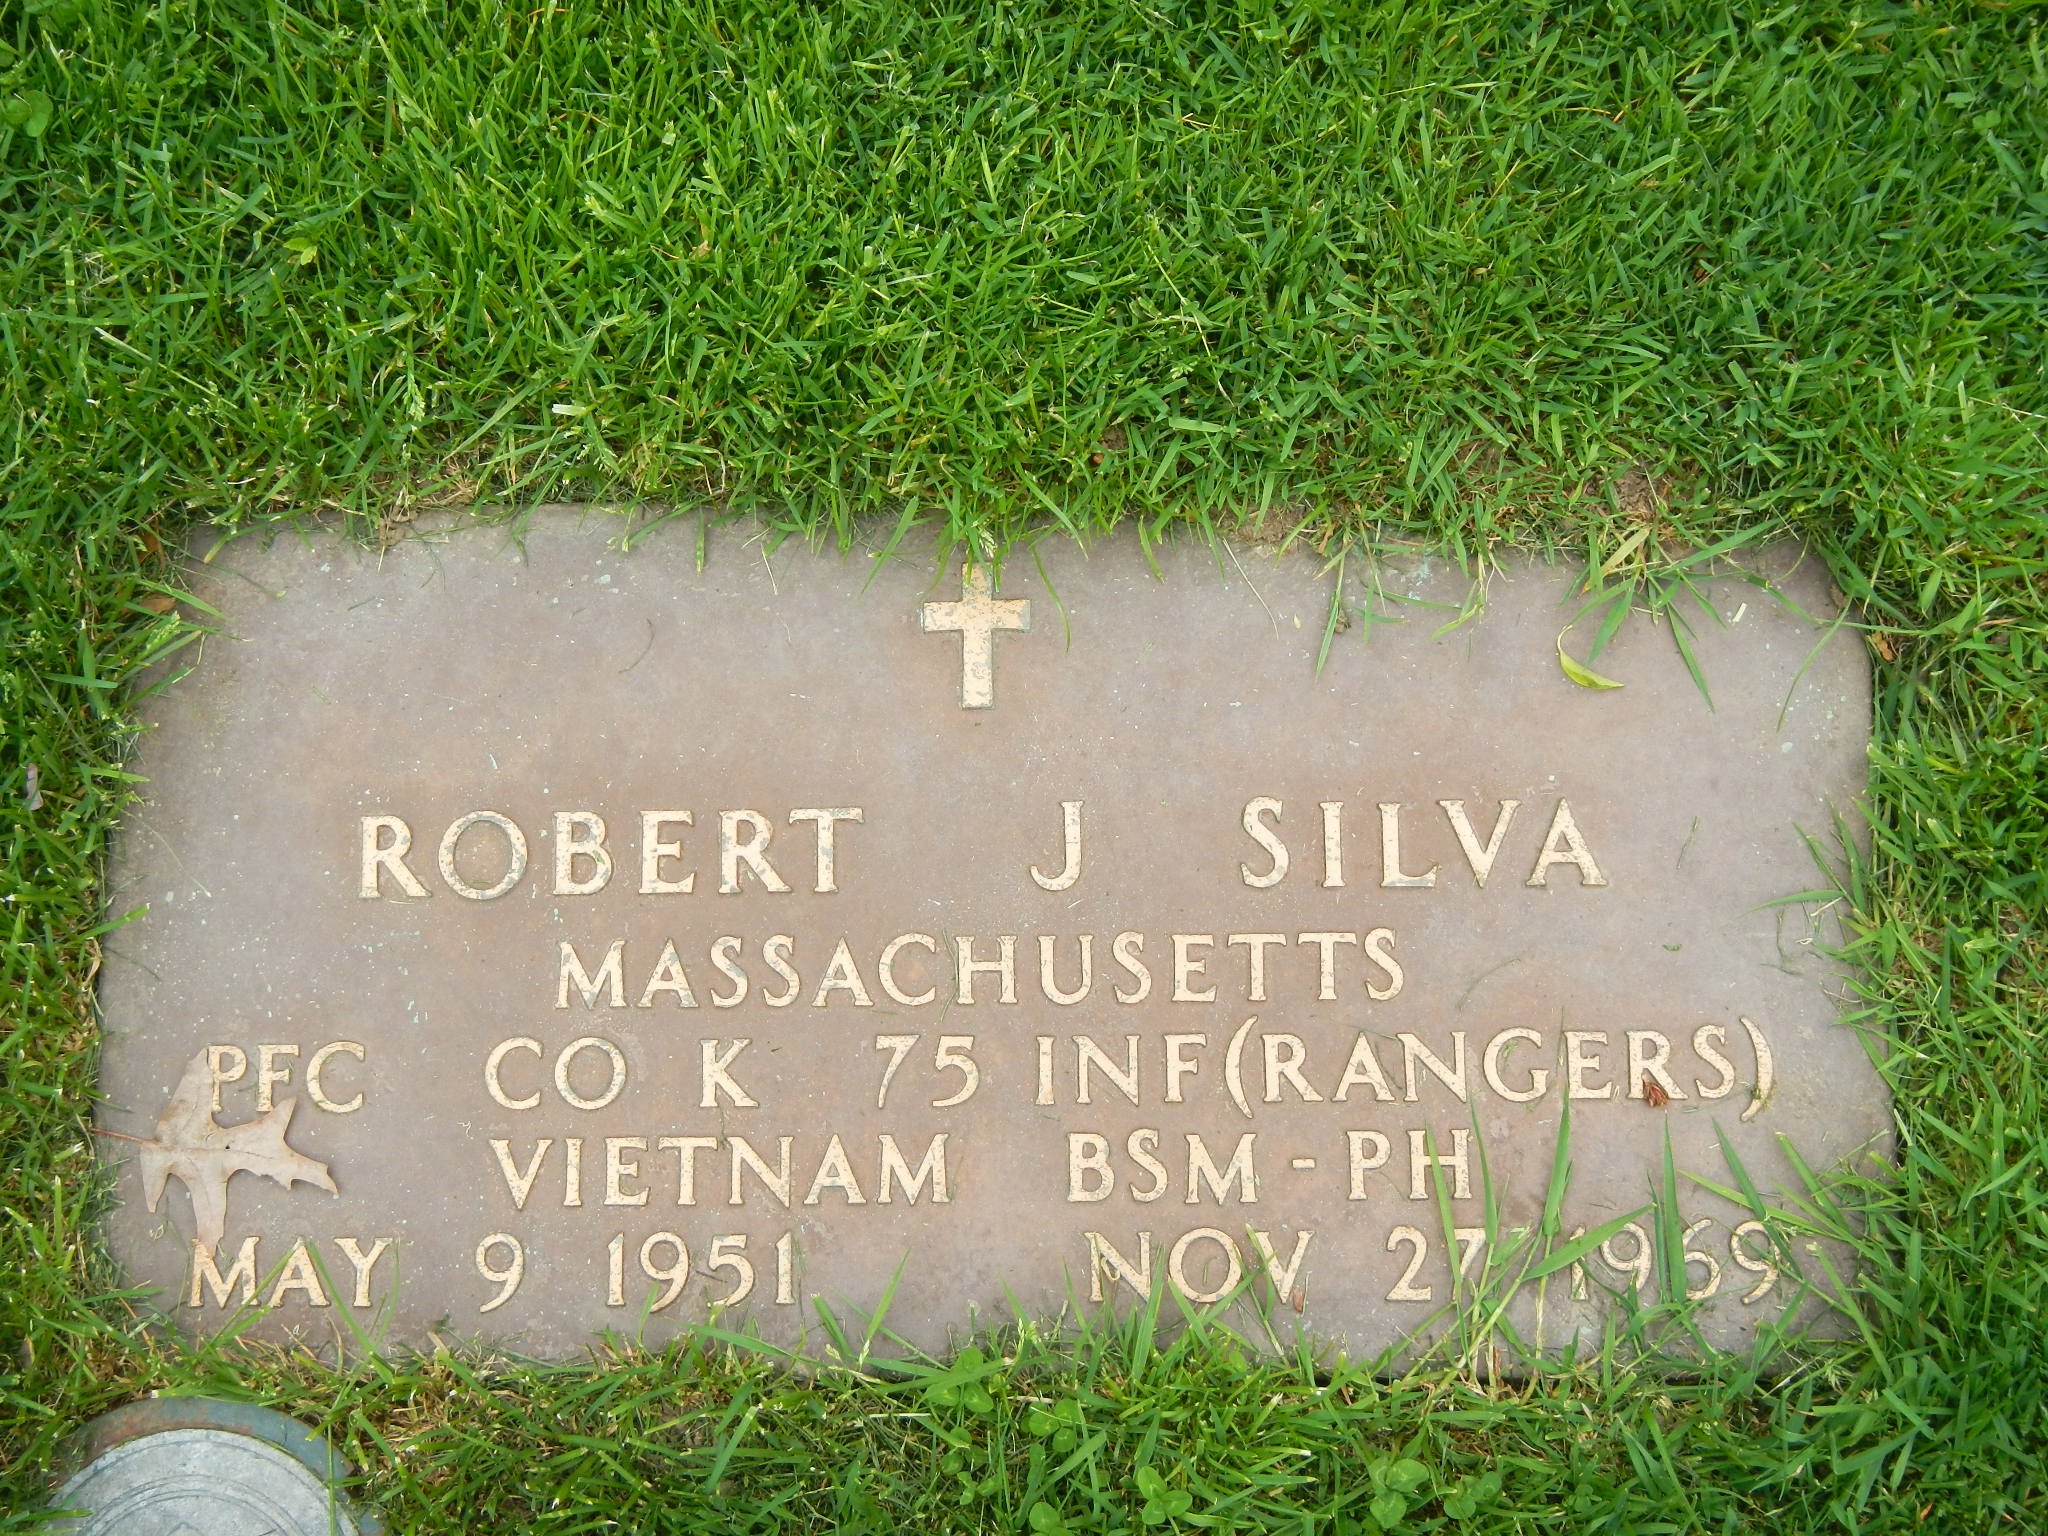 ROBERT J SILVA
MASSACHUSETTS
PFC CO K 75 INF (RANGERS)
VIETNAM BSM-PH
MAY 9 1951 NOV 27 1969